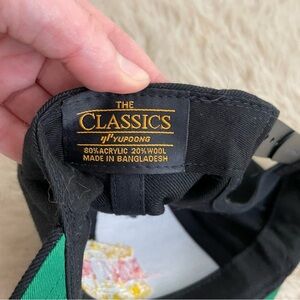 THE
CLASSICS
YUPOONG
80% ACRYLIC 20% WOOL
MADE IN BANGLADESH